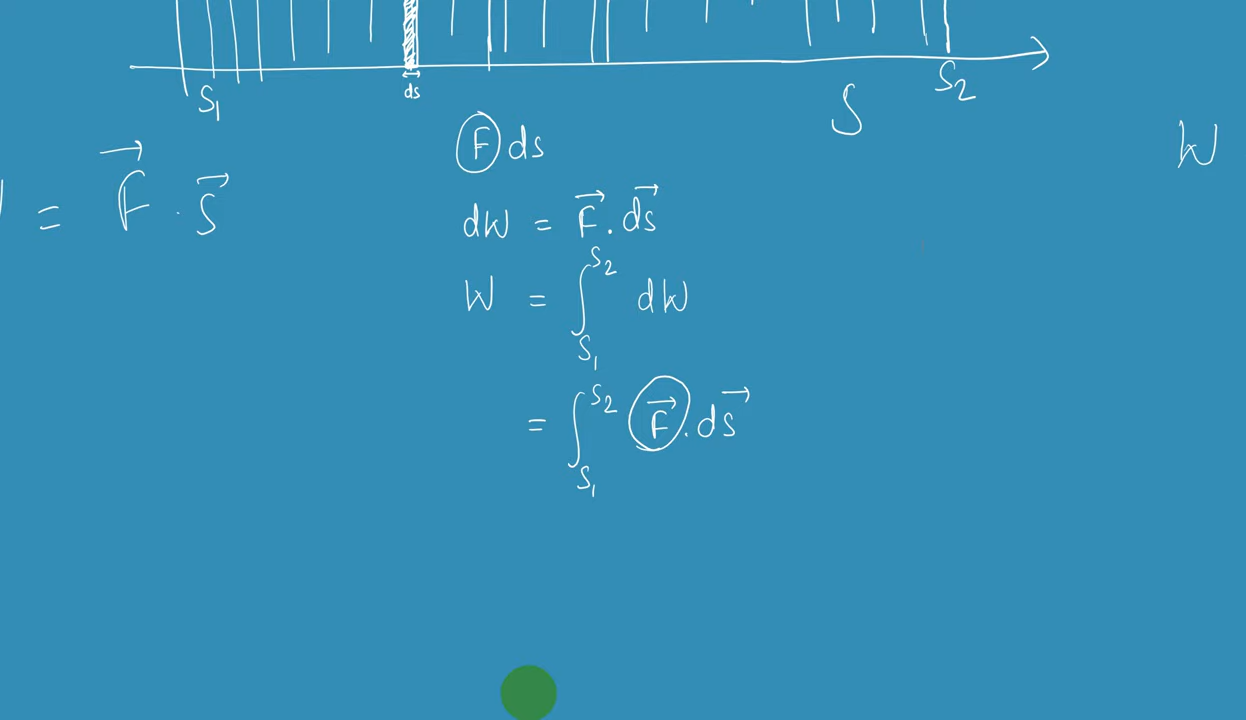 ds
S₁
S₂
S
F ds
W
= F⃗ . S⃗
dW = F⃗ . ds⃗
W = ∫_{S₁}^{S₂} dW
= ∫_{S₁}^{S₂} F⃗ . ds⃗